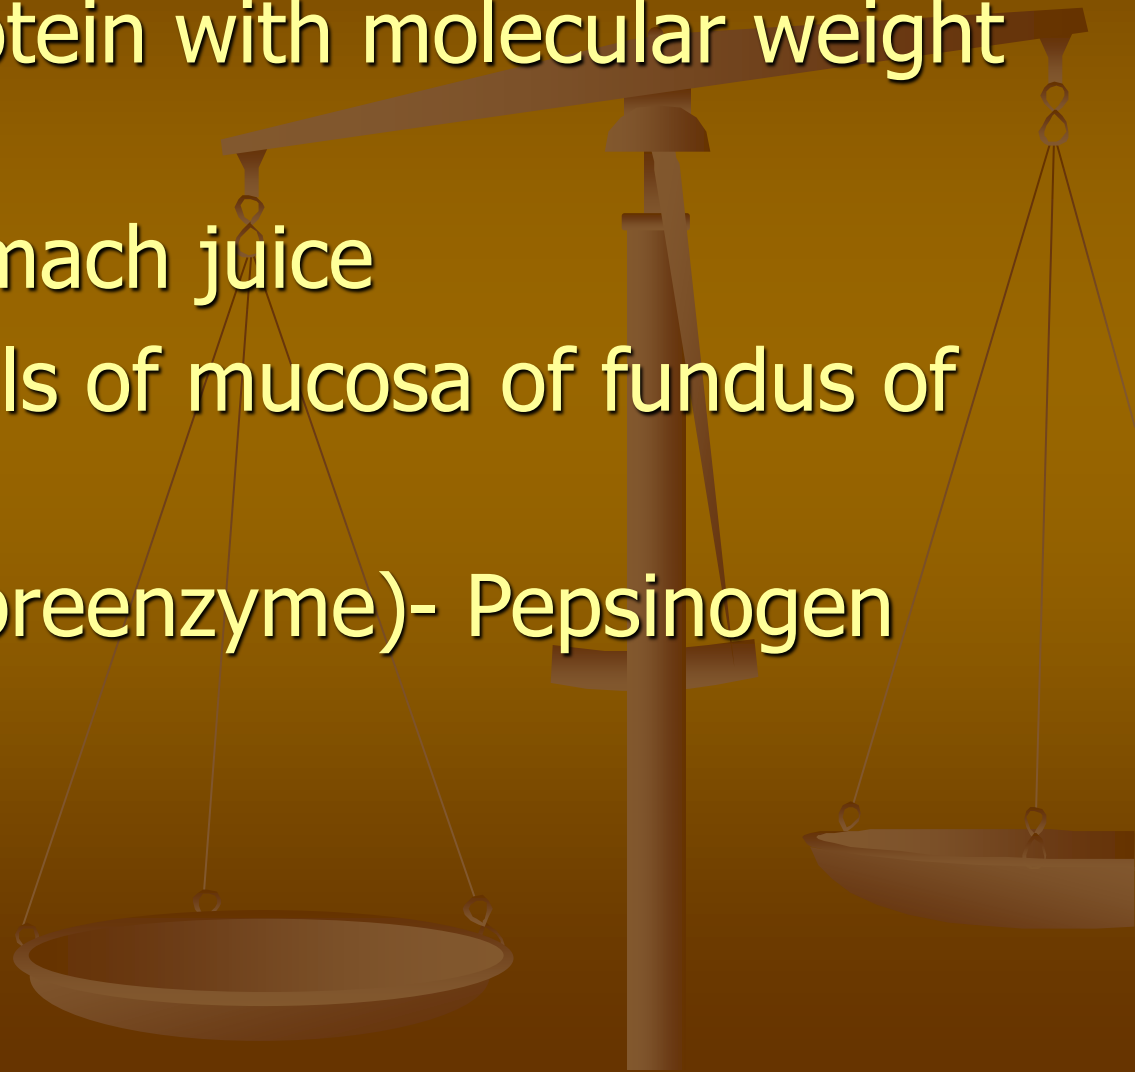 otein with molecular weight
mach juice
ls of mucosa of fundus of
oreenzyme)- Pepsinogen